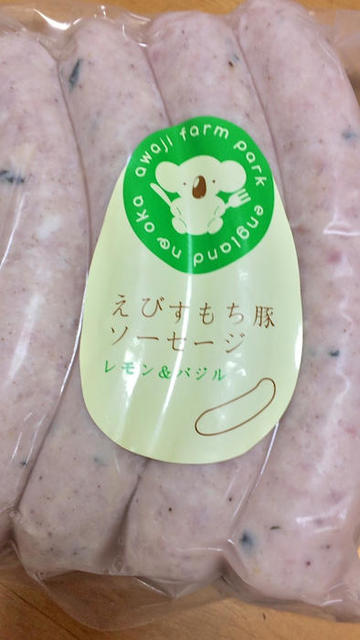 awaji farm park england no oka
えびすもち豚
ソーセージ
レモン&バジル